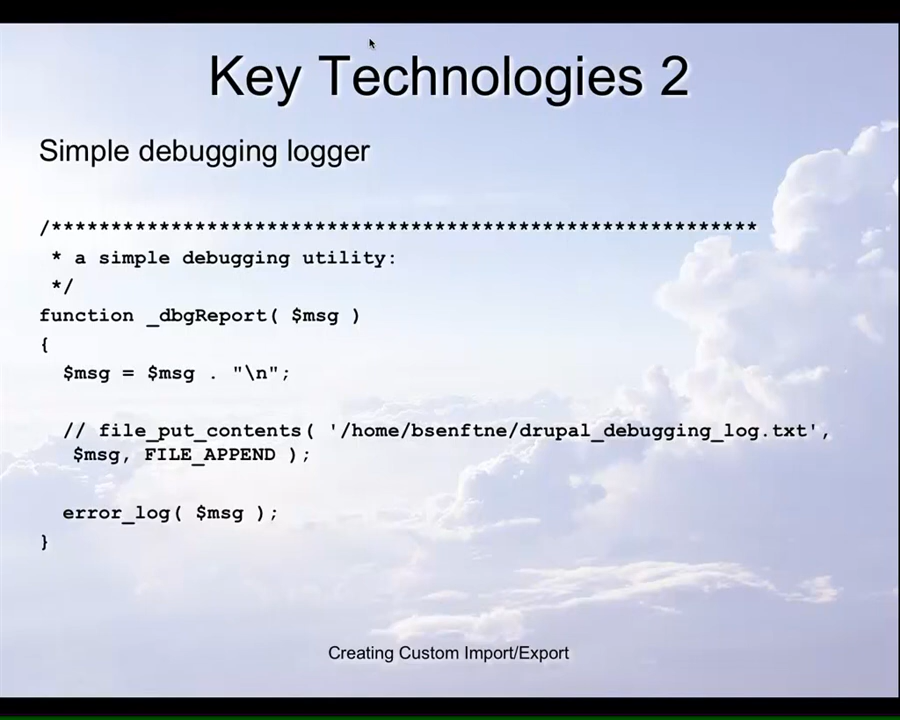 Key Technologies 2
Simple debugging logger
/***********************************************************
* a simple debugging utility:
*/
function _dbgReport( $msg )
{
$msg = $msg . "\n";
// file_put_contents( '/home/bsenftne/drupal_debugging_log.txt',
$msg, FILE_APPEND );
error_log( $msg );
}
Creating Custom Import/Export